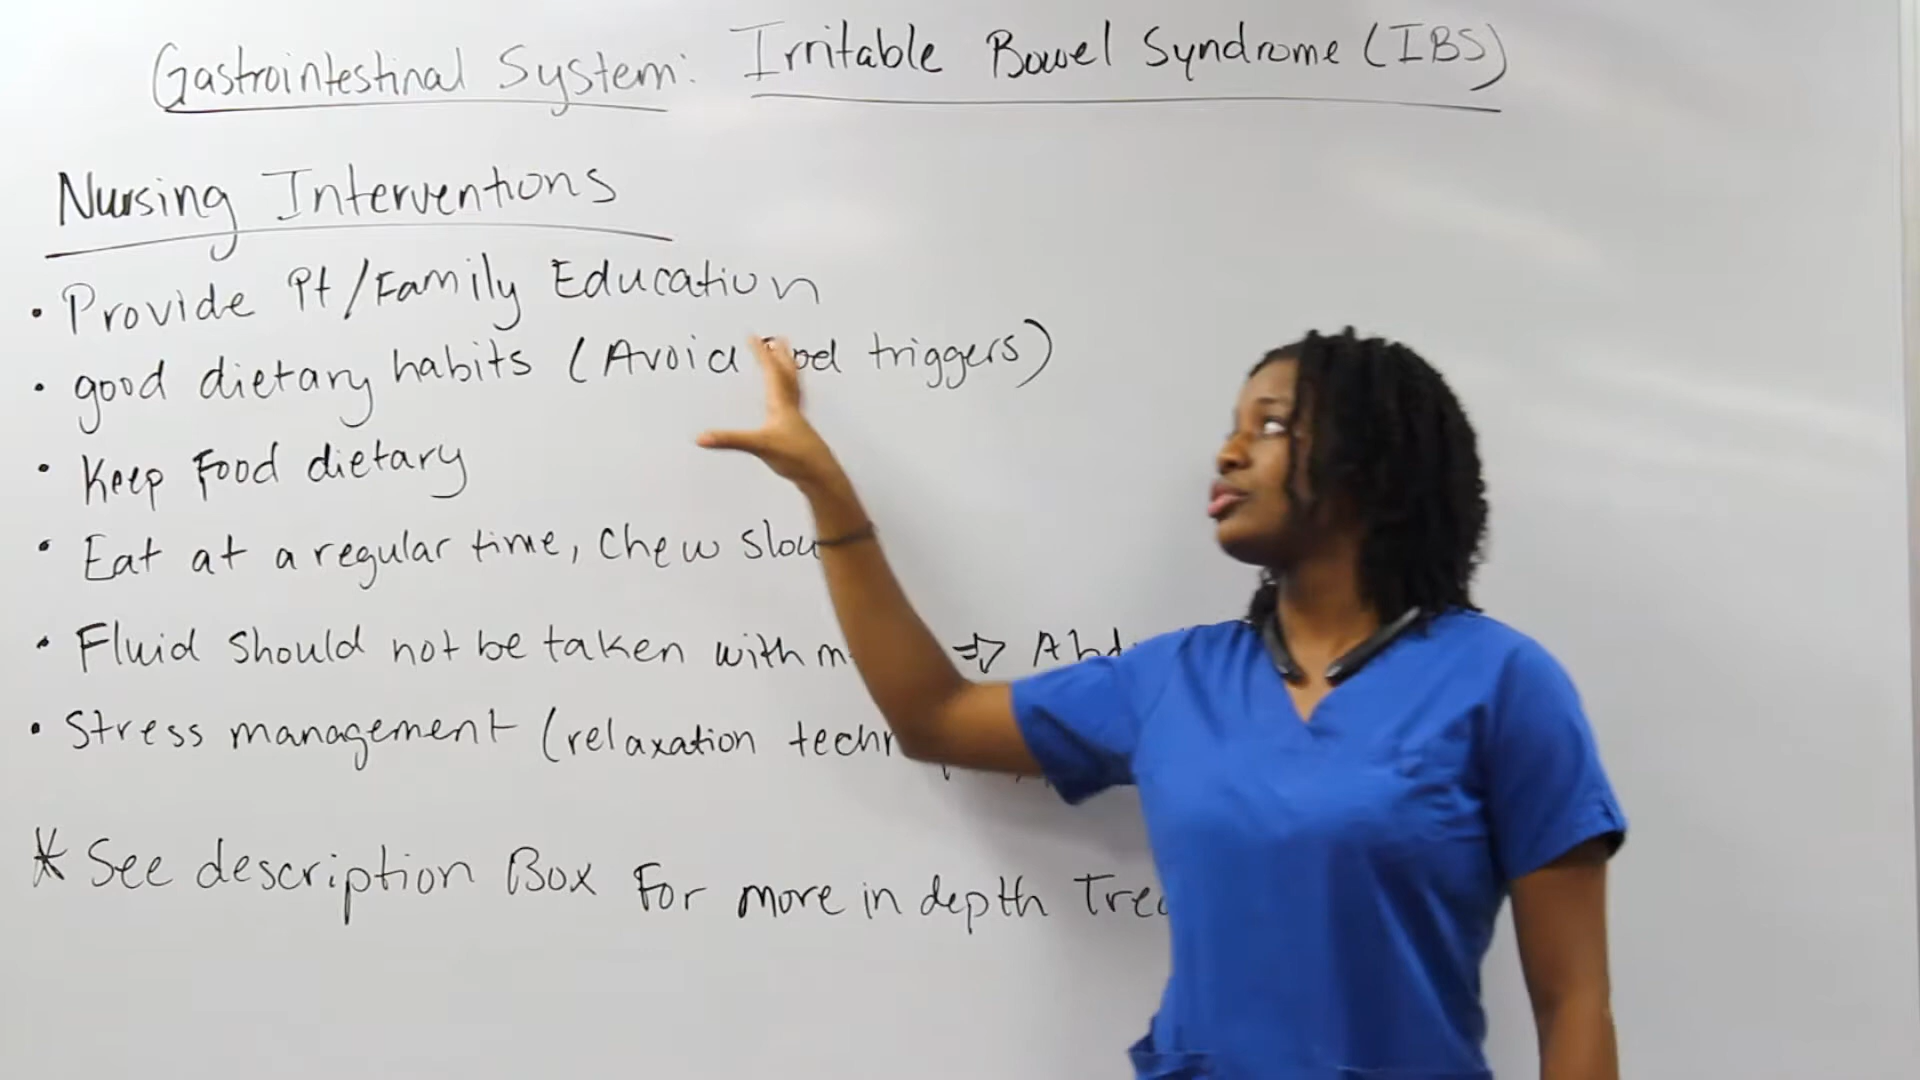 Gastrointestinal System: Irritable Bowel Syndrome (IBS)
Nursing Interventions
• Provide Pt/Family Education
• good dietary habits (Avoid triggers)
• Keep Food dietary
• Eat at a regular time, chew
• Fluid should not be taken with ⇒
• Stress management (relaxation
* See description Box For more in depth